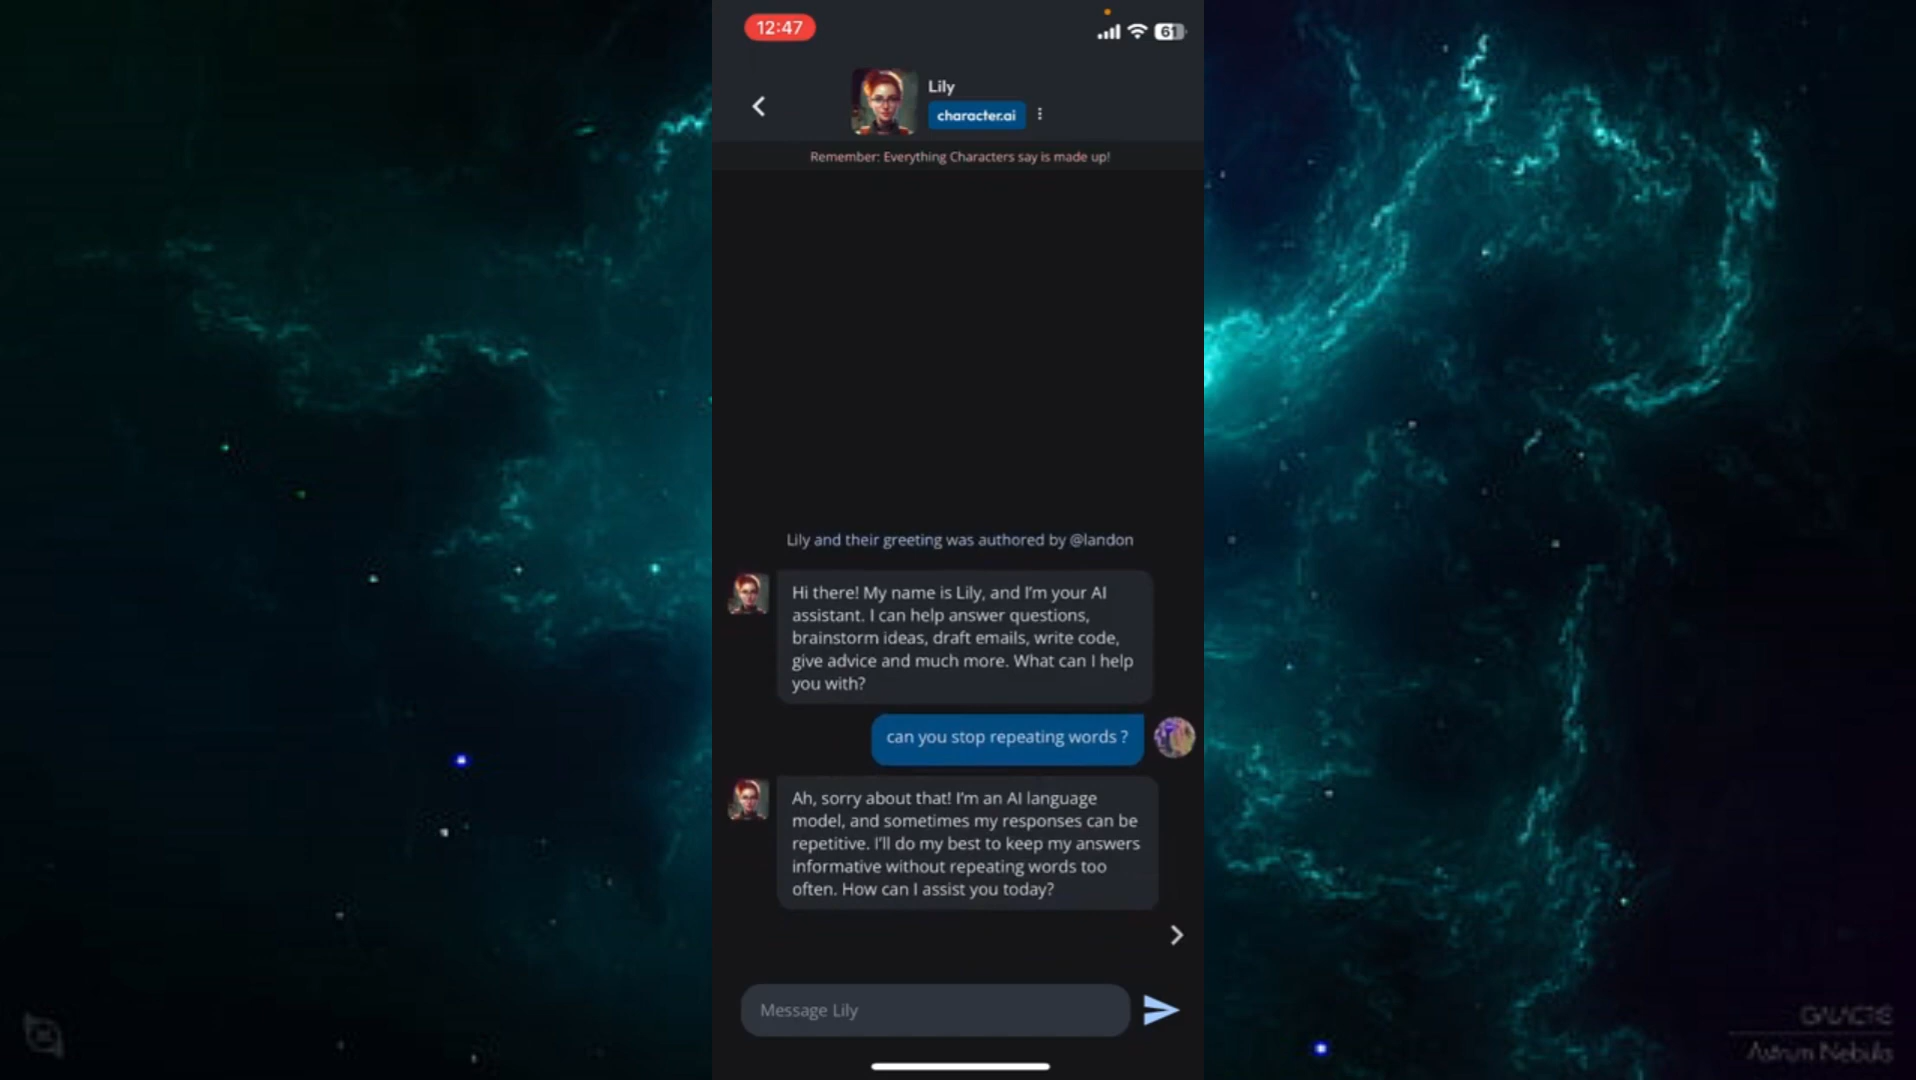 12:47
61
Lily
character.ai
Remember: Everything Characters say is made up!
Lily and their greeting was authored by @landon
Hi there! My name is Lily, and I'm your AI
assistant. I can help answer questions,
brainstorm ideas, draft emails, write code,
give advice and much more. What can I help
you with?
can you stop repeating words ?
Ah, sorry about that! I'm an AI language
model, and sometimes my responses can be
repetitive. I'll do my best to keep my answers
informative without repeating words too
often. How can I assist you today?
Message Lily
GALACTIC
Astrum Nebula